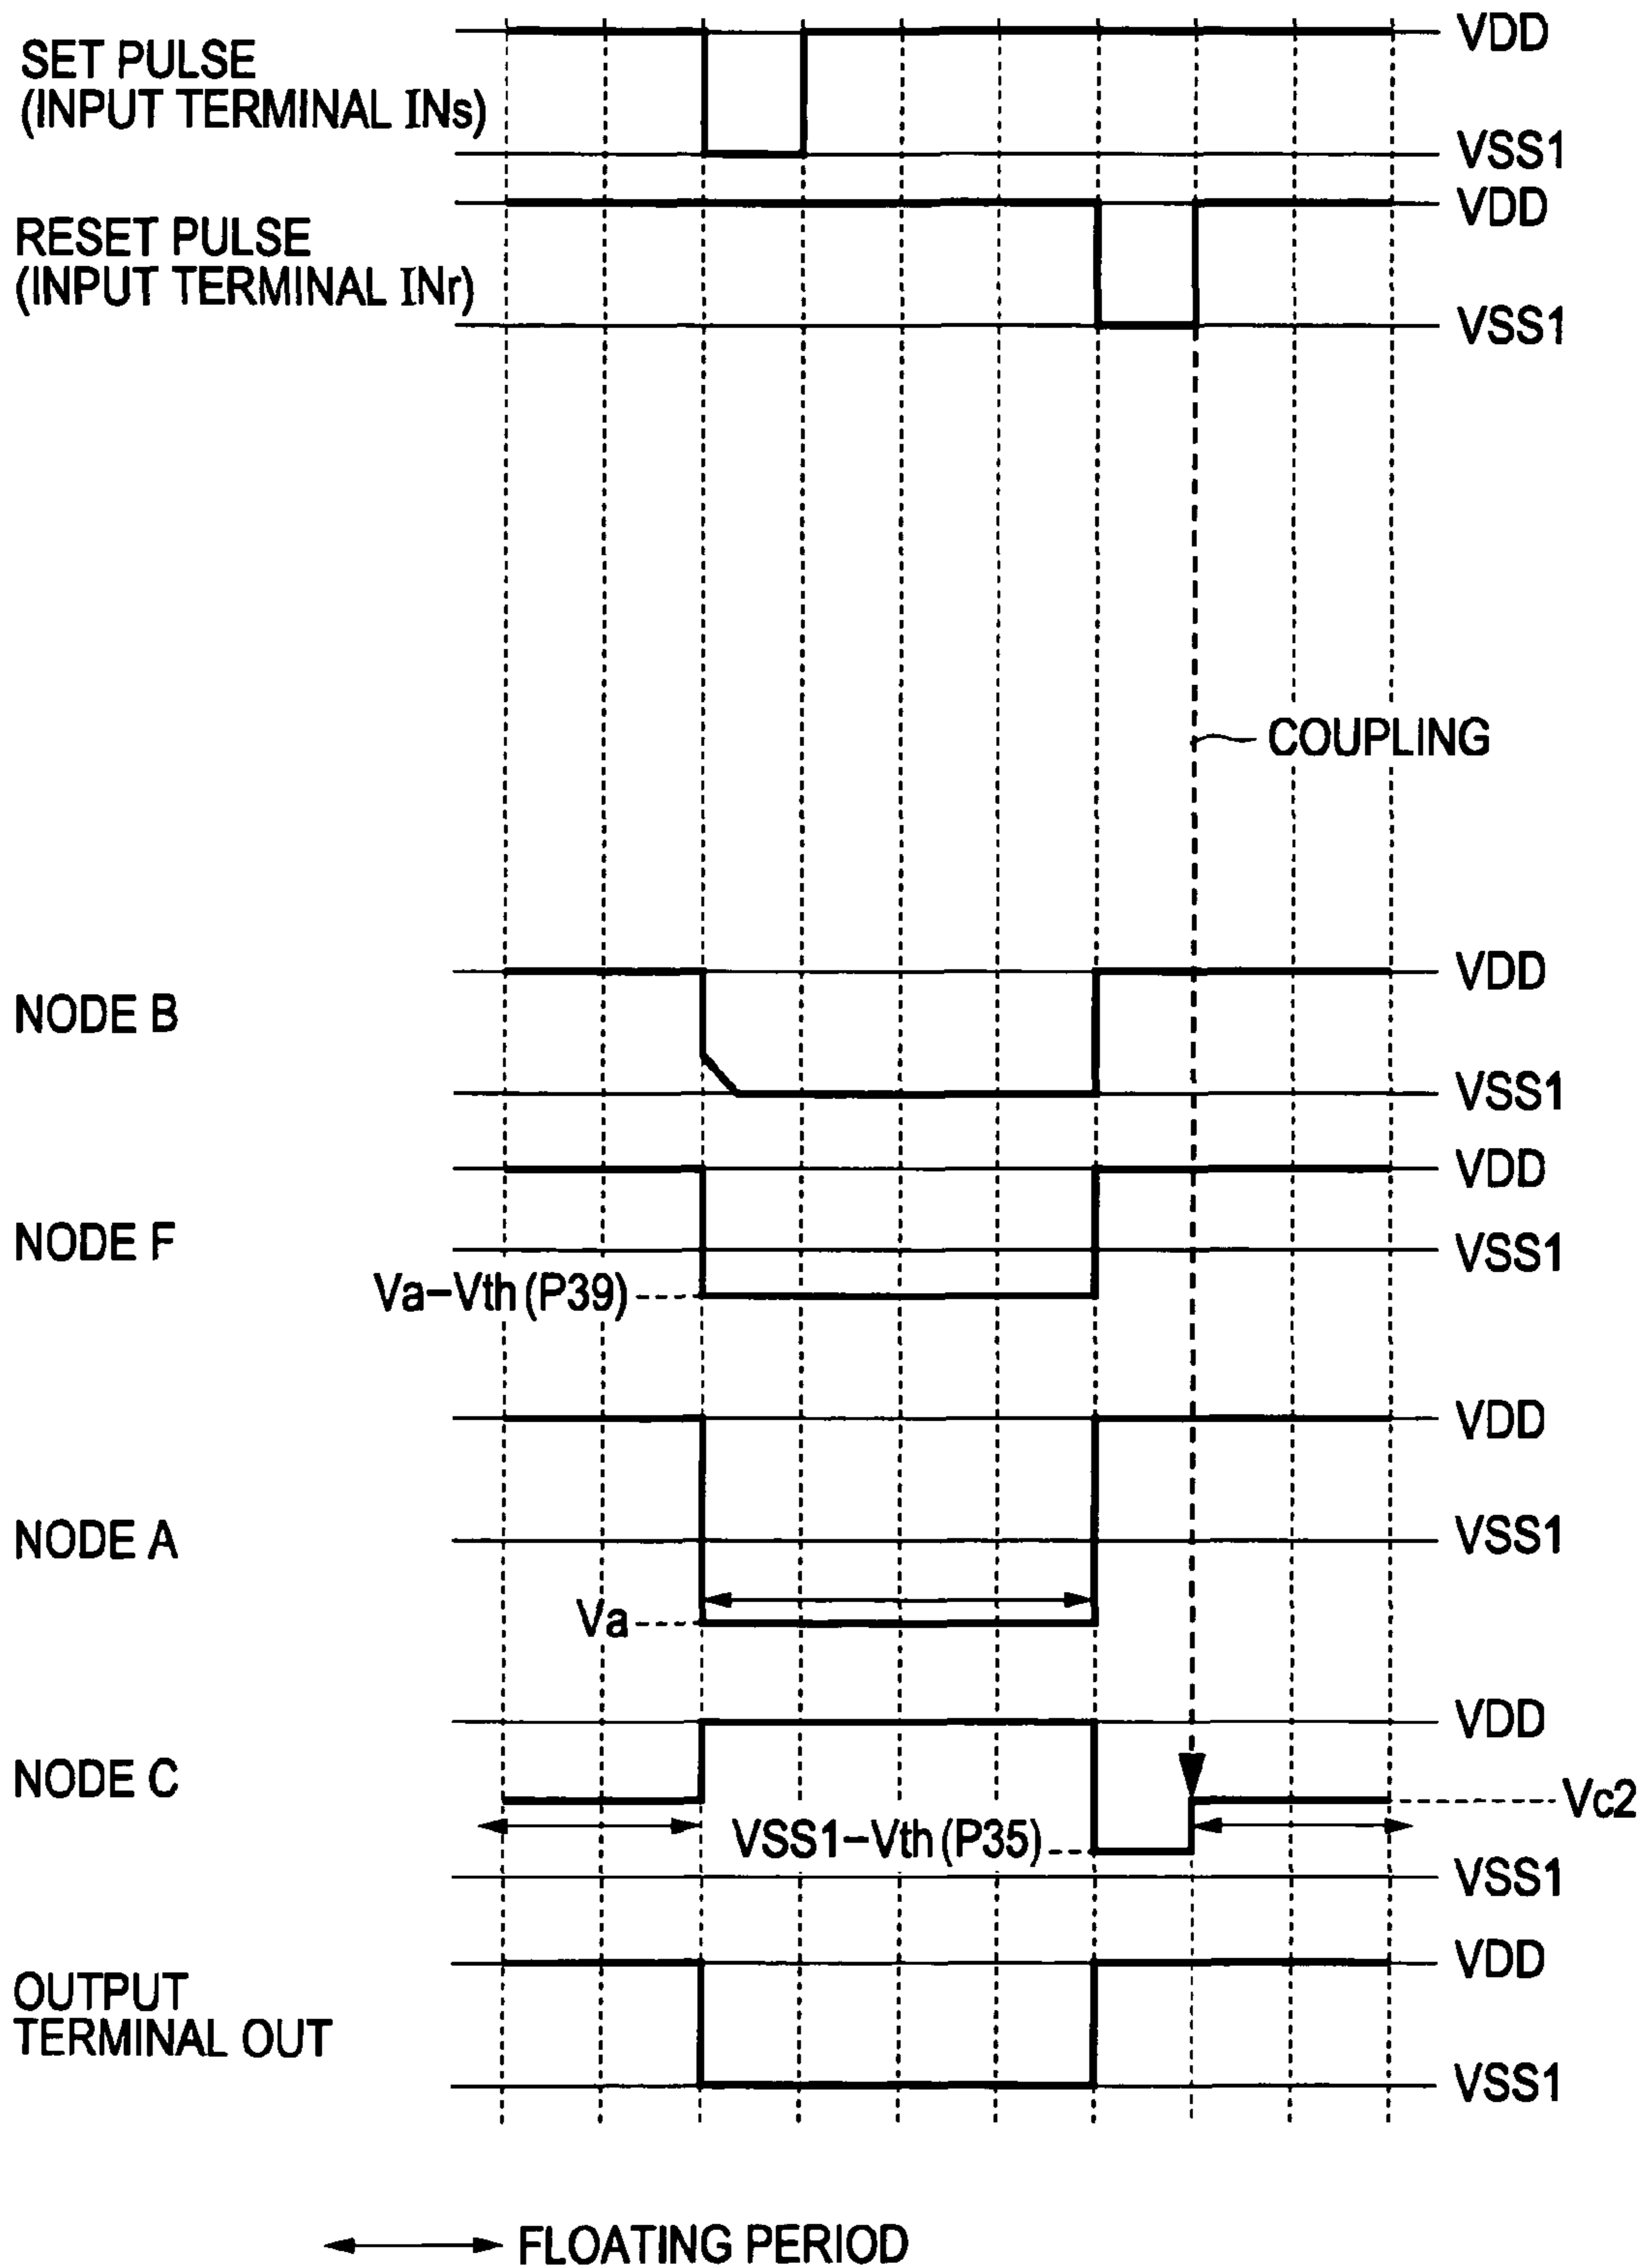 VDD
SET PULSE
(INPUT TERMINAL INs)
VSS1
VDD
RESET PULSE
(INPUT TERMINAL INr)
VSS1
COUPLING
VDD
NODE B
VSS1
VDD
NODE F
VSS1
Va-Vth (P39)
VDD
NODE A
VSS1
Va
VDD
NODE C
Vc2
VSS1-Vth (P35)
VSS1
VDD
OUTPUT
TERMINAL OUT
VSS1
FLOATING PERIOD